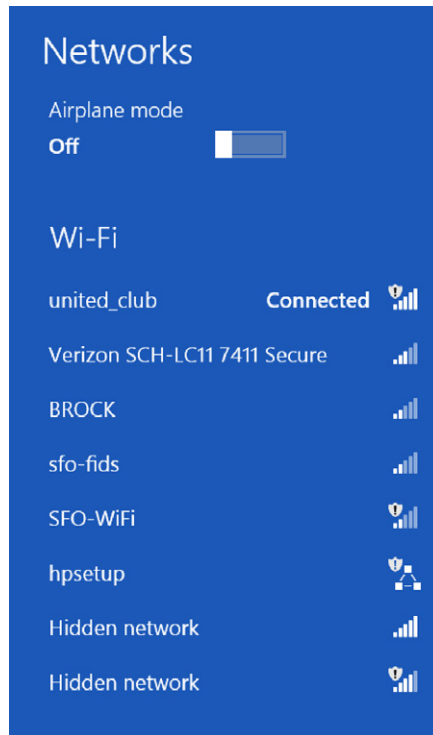 Networks
Airplane mode
Off
Wi-Fi
united_club Connected
Verizon SCH-LC11 7411 Secure
BROCK
sfo-fids
SFO-WiFi
hpsetup
Hidden network
Hidden network